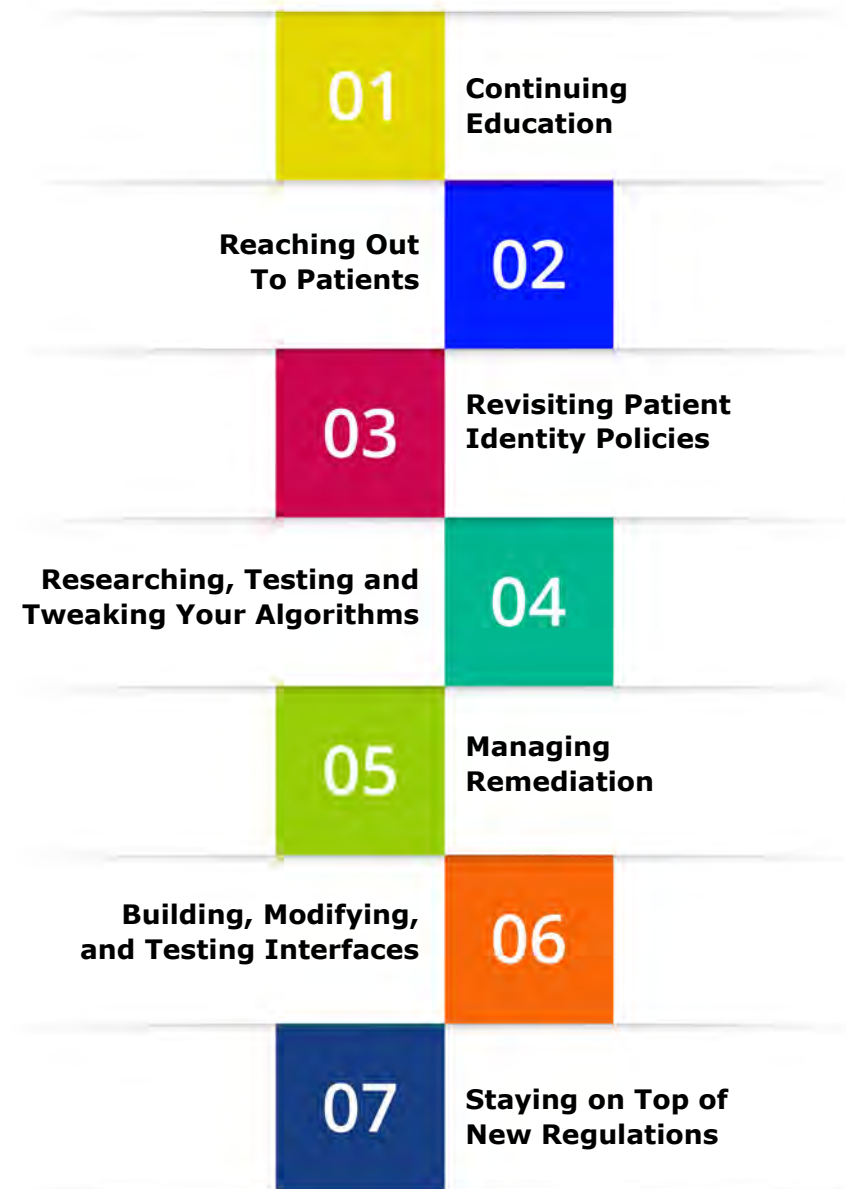 01
Continuing
Education
Reaching Out
To Patients
02
03
Revisiting Patient
Identity Policies
Researching, Testing and
Tweaking Your Algorithms
04
05
Managing
Remediation
Building, Modifying,
and Testing Interfaces
06
07
Staying on Top of
New Regulations